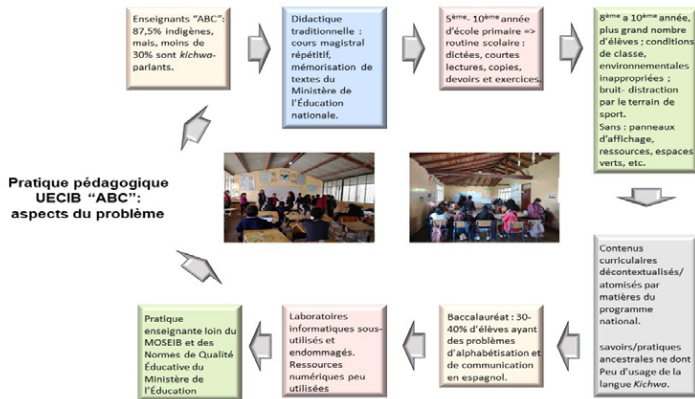 Enseignants "ABC":
87,5% indigènes,
mais, moins de
30% sont kichwa-
parlants.
Didactique
traditionnelle :
cours magistral
répétitif,
mémorisation de
textes du
Ministère de
l'Éducation
nationale.
5ème- 10ème année
d'école primaire =>
routine scolaire :
dictées, courtes
lectures, copies,
devoirs et exercices.
8ème a 10ème année,
plus grand nombre
d'élèves ; conditions
de classe,
environnementales
inappropriées ;
bruit- distraction
par le terrain de
sport.
Sans : panneaux
d'affichage,
ressources, espaces
verts, etc.
Pratique pédagogique
UECIB "ABC":
aspects du problème
Contenus
curriculaires
décontextualisés/
atomisés par
matières du
programme
national.
savoirs/pratiques
ancestrales ne dont
Peu d'usage de la
langue Kichwa.
Baccalauréat : 30-
40% d'élèves ayant
des problèmes
d'alphabétisation et
de communication
en espagnol.
Laboratoires
informatiques sous-
utilisés et
endommagés.
Ressources
numériques peu
utilisées
Pratique
enseignante loin du
MOSEIB et des
Normes de Qualité
Éducative du
Ministère de
l'Éducation